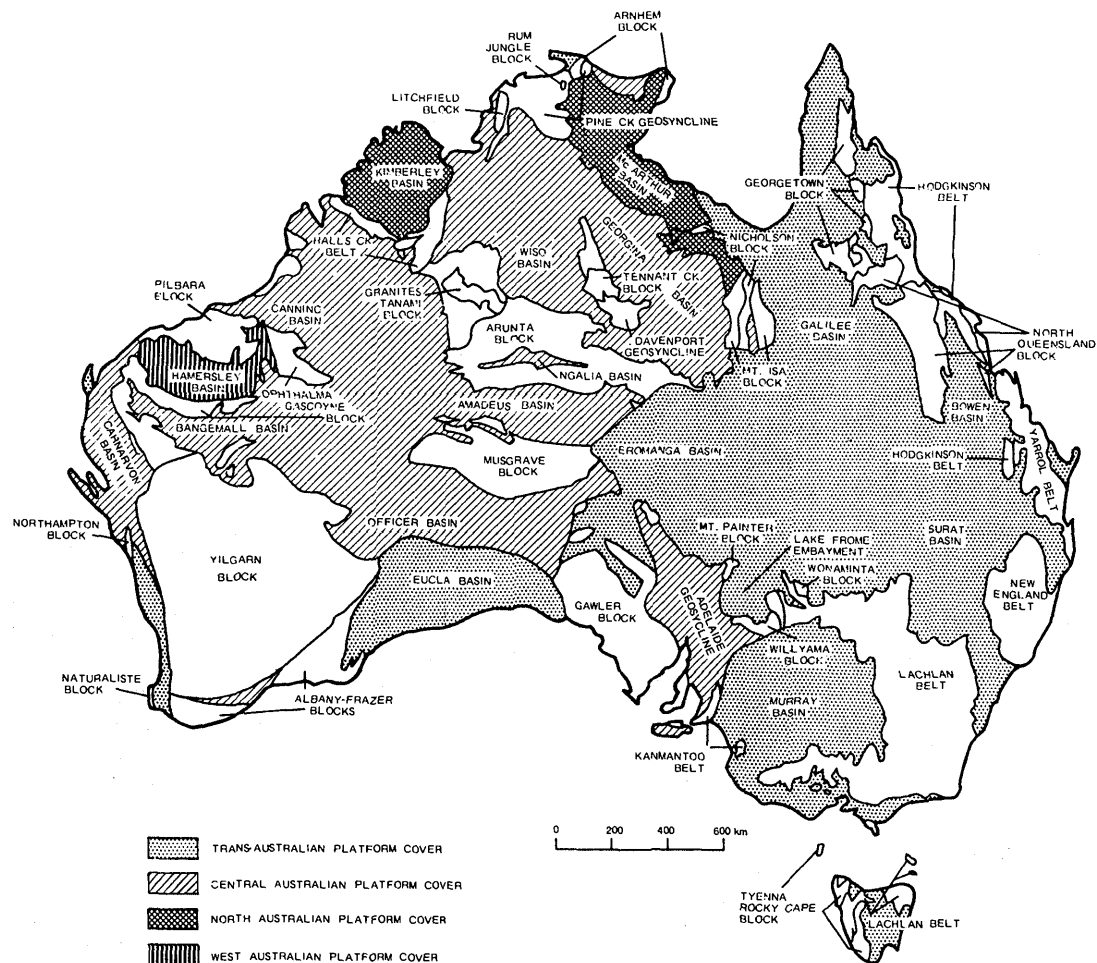 ARNHEM
BLOCK
RUM
JUNGLE
BLOCK
LITCHFIELD
BLOCK
PINE CK GEOSYNCLINE
KIMBERLEY
BASIN
Mc ARTHUR
BASIN
GEORGETOWN
BLOCK
HODGKINSON
BELT
HALLS CK
BELT
WISO
BASIN
GEORGINA
BASIN
NICHOLSON
BLOCK
TENNANT CK
BLOCK
PILBARA
BLOCK
CANNING
BASIN
GRANITES
TANAMI
BLOCK
ARUNTA
BLOCK
DAVENPORT
GEOSYNCLINE
GALILEE
BASIN
NORTH
QUEENSLAND
BLOCK
HAMERSLEY
BASIN
OPHTHALMA
GASCOYNE
BLOCK
NGALIA BASIN
MT. ISA
BLOCK
BANGEMALL BASIN
AMADEUS BASIN
BOWEN
BASIN
CARNARVON
BASIN
MUSGRAVE
BLOCK
EROMANGA BASIN
HODGKINSON
BELT
YARROL BELT
NORTHAMPTON
BLOCK
OFFICER BASIN
MT. PAINTER
BLOCK
LAKE FROME
EMBAYMENT
SURAT
BASIN
YILGARN
BLOCK
EUCLA BASIN
WONAMINTA
BLOCK
NEW
ENGLAND
BELT
GAWLER
BLOCK
ADELAIDE
GEOSYCLINE
WILLYAMA
BLOCK
LACHLAN
BELT
NATURALISTE
BLOCK
ALBANY-FRAZER
BLOCKS
MURRAY
BASIN
KANMANTOO
BELT
0 200 400 600 km
TRANS-AUSTRALIAN PLATFORM COVER
CENTRAL AUSTRALIAN PLATFORM COVER
NORTH AUSTRALIAN PLATFORM COVER
WEST AUSTRALIAN PLATFORM COVER
TYENNA
ROCKY CAPE
BLOCK
LACHLAN BELT